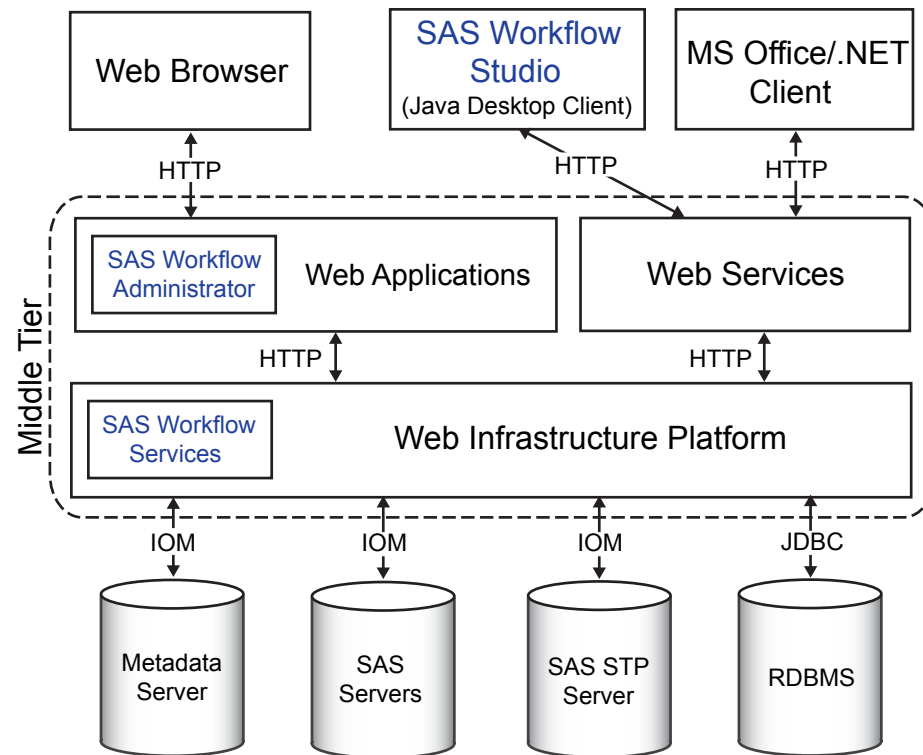 Web Browser
SAS Workflow
Studio
(Java Desktop Client)
MS Office/.NET
Client
HTTP
HTTP
HTTP
Middle Tier
SAS Workflow
Administrator
Web Applications
Web Services
HTTP
HTTP
SAS Workflow
Services
Web Infrastructure Platform
IOM
IOM
IOM
JDBC
Metadata
Server
SAS
Servers
SAS STP
Server
RDBMS